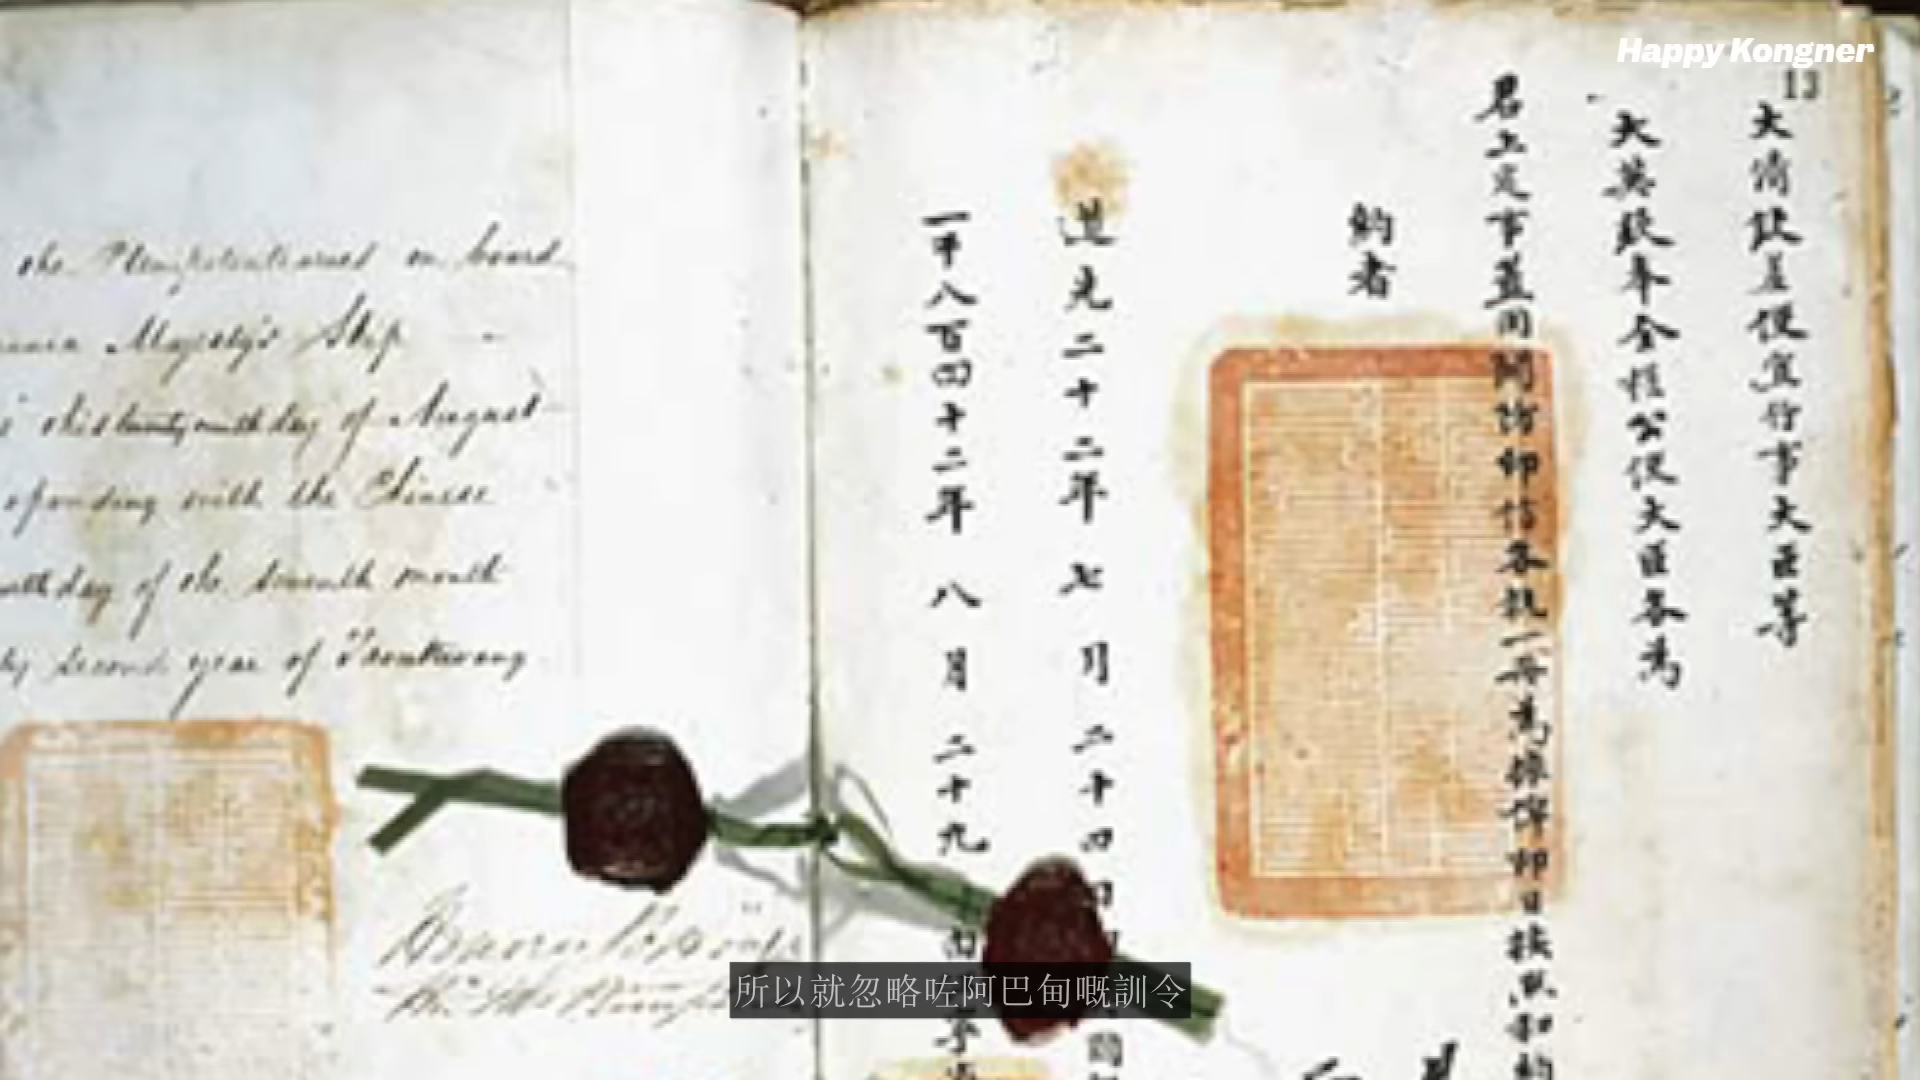 Happy Kongner
13
大清欽差便宜行事大臣等
大英欽奉全權公使大臣各為
君上定事蓋用關防印信各執一冊為據俾即日按照和約
約者
道光二十二年七月二十四日
一千八百四十二年八月二十九
the Plenipotentiaries on board
Majesty's Ship
this twenty ninth day of August
sponding with the Chinese
day of the seventh month
second year of Taoukwang
Henry Pottinger
所以就忽略咗阿巴甸嘅訓令